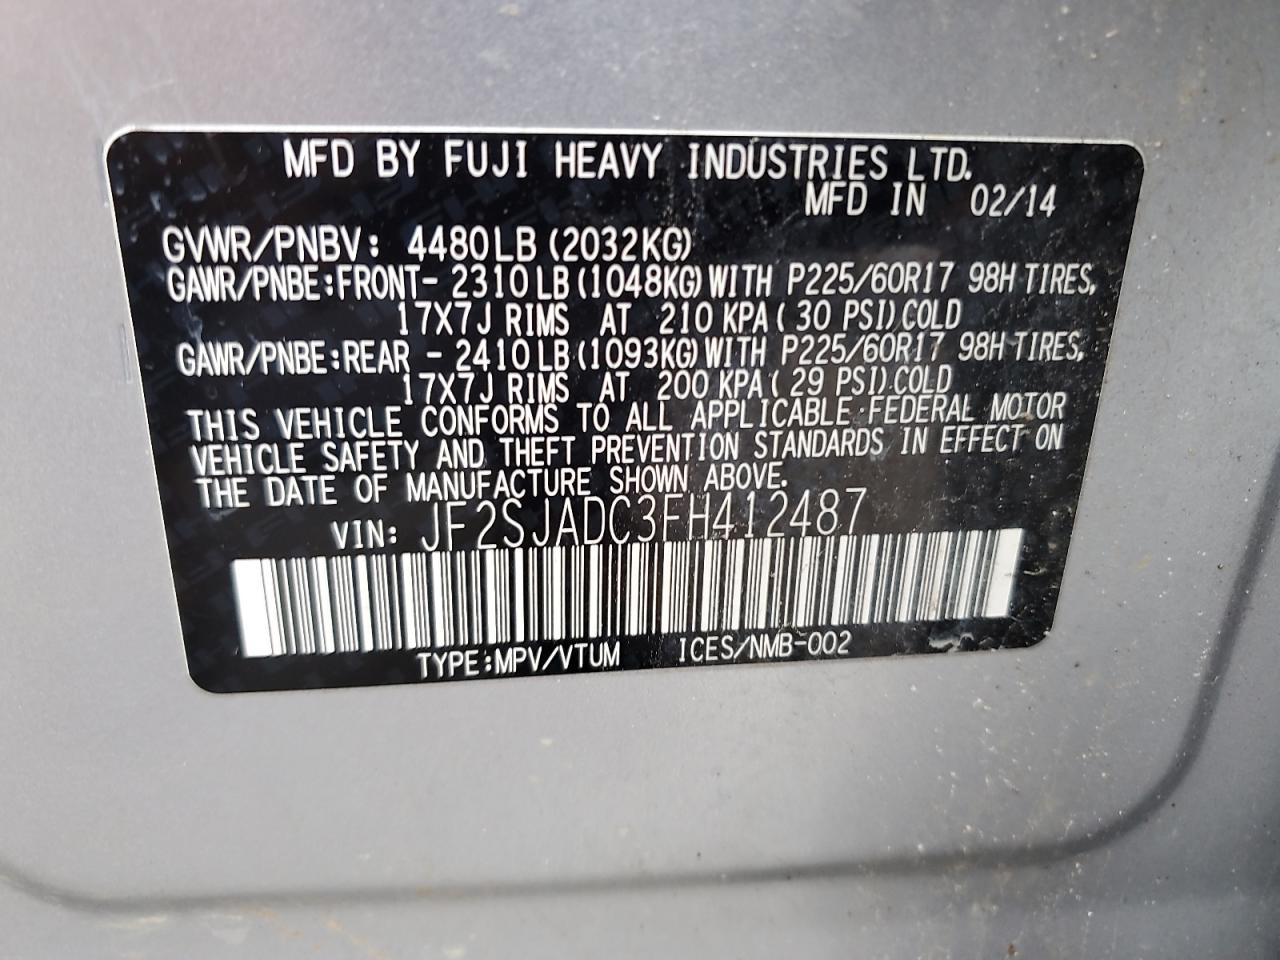 MFD BY FUJI HEAVY INDUSTRIES LTD.
MFD IN 02/14
GVWR/PNBV: 4480LB (2032KG)
GAWR/PNBE:FRONT- 2310LB (1048KG) WITH P225/60R17 98H TIRES,
17X7J RIMS AT 210 KPA ( 30 PSI) COLD
GAWR/PNBE:REAR - 2410LB (1093KG) WITH P225/60R17 98H TIRES,
17X7J RIMS AT 200 KPA ( 29 PSI) COLD
THIS VEHICLE CONFORMS TO ALL APPLICABLE FEDERAL MOTOR
VEHICLE SAFETY AND THEFT PREVENTION STANDARDS IN EFFECT ON
THE DATE OF MANUFACTURE SHOWN ABOVE.
VIN: JF2SJADC3FH412487
TYPE:MPV/VTUM ICES/NMB-002